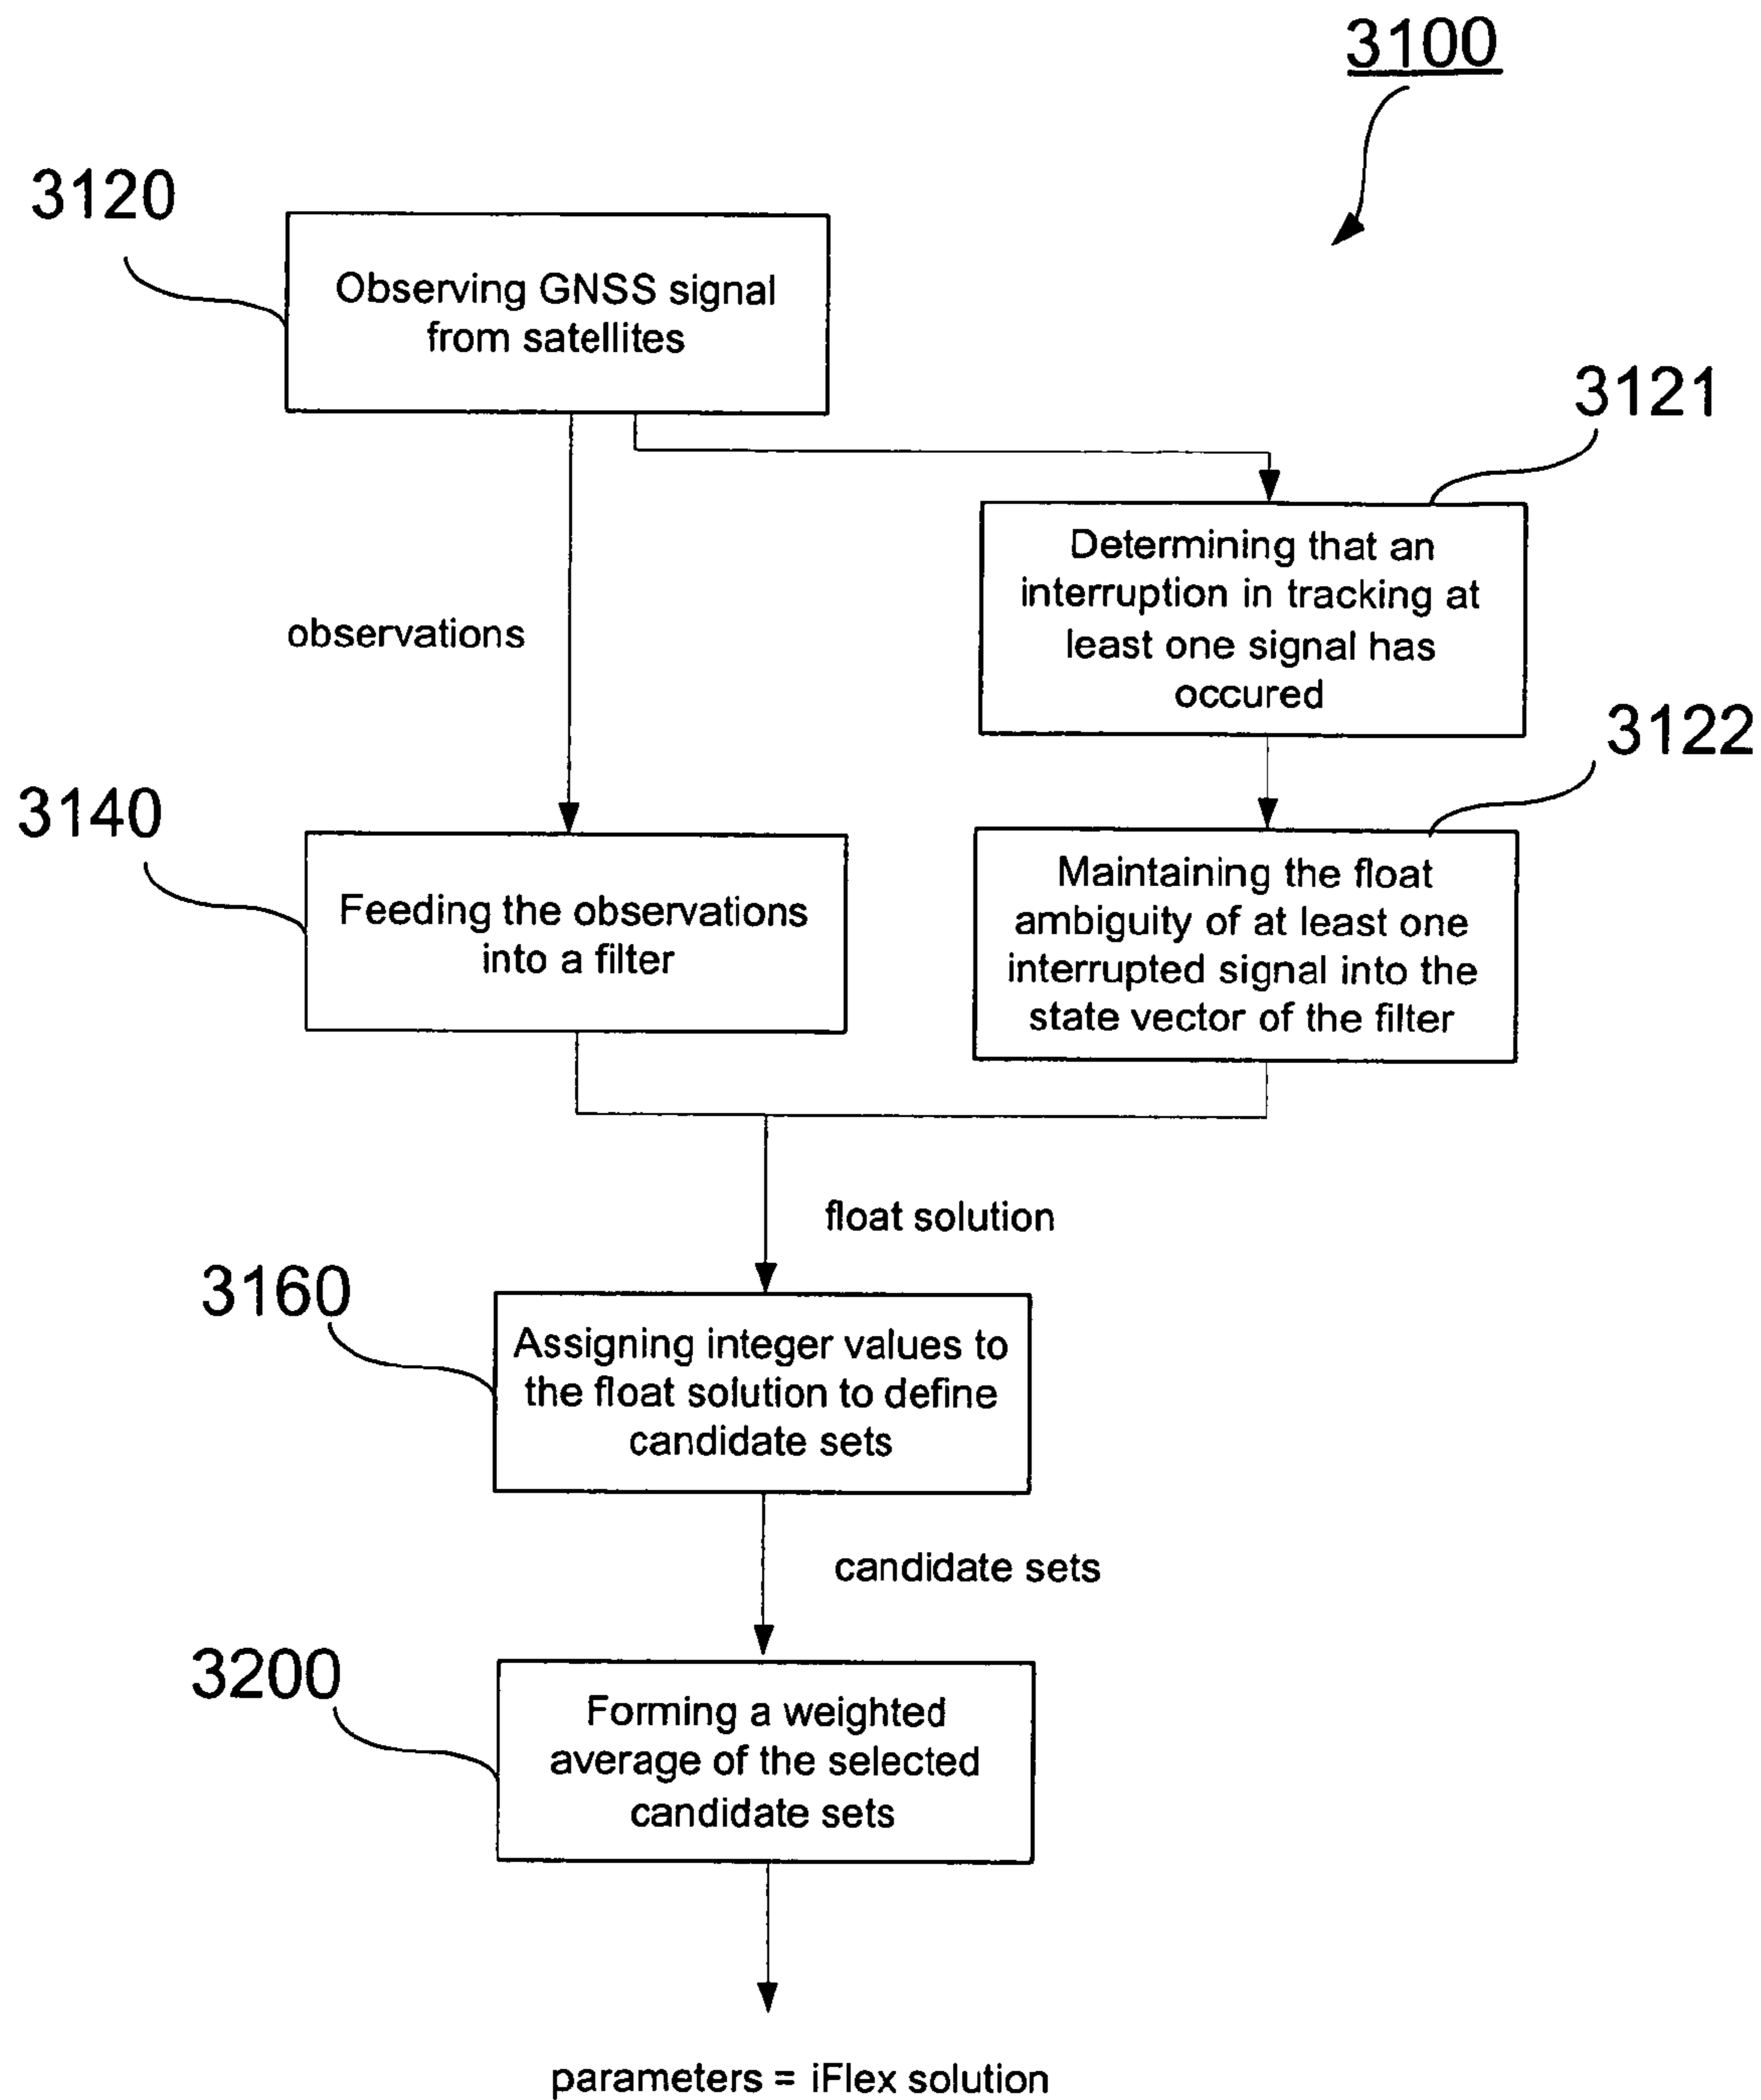 3100
3120
Observing GNSS signal
from satellites
3121
Determining that an
interruption in tracking at
least one signal has
occured
observations
3122
3140
Feeding the observations
into a filter
Maintaining the float
ambiguity of at least one
interrupted signal into the
state vector of the filter
float solution
3160
Assigning integer values to
the float solution to define
candidate sets
candidate sets
3200
Forming a weighted
average of the selected
candidate sets
parameters = iFlex solution